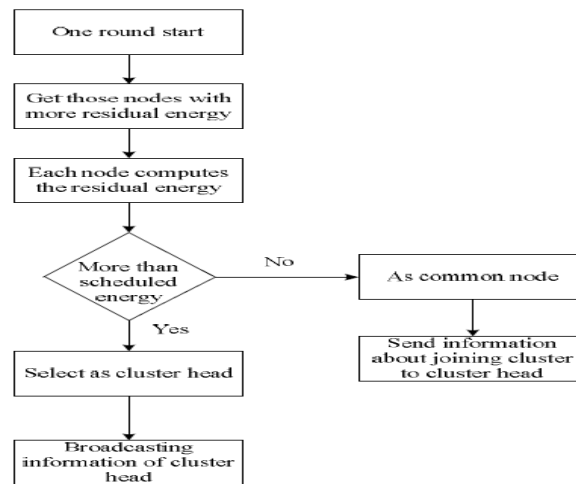 One round start
Get those nodes with
more residual energy
Each node computes
the residual energy
More than
scheduled
energy
No
As common node
Yes
Send information
about joining cluster
to cluster head
Select as cluster head
Broadcasting
information of cluster
head